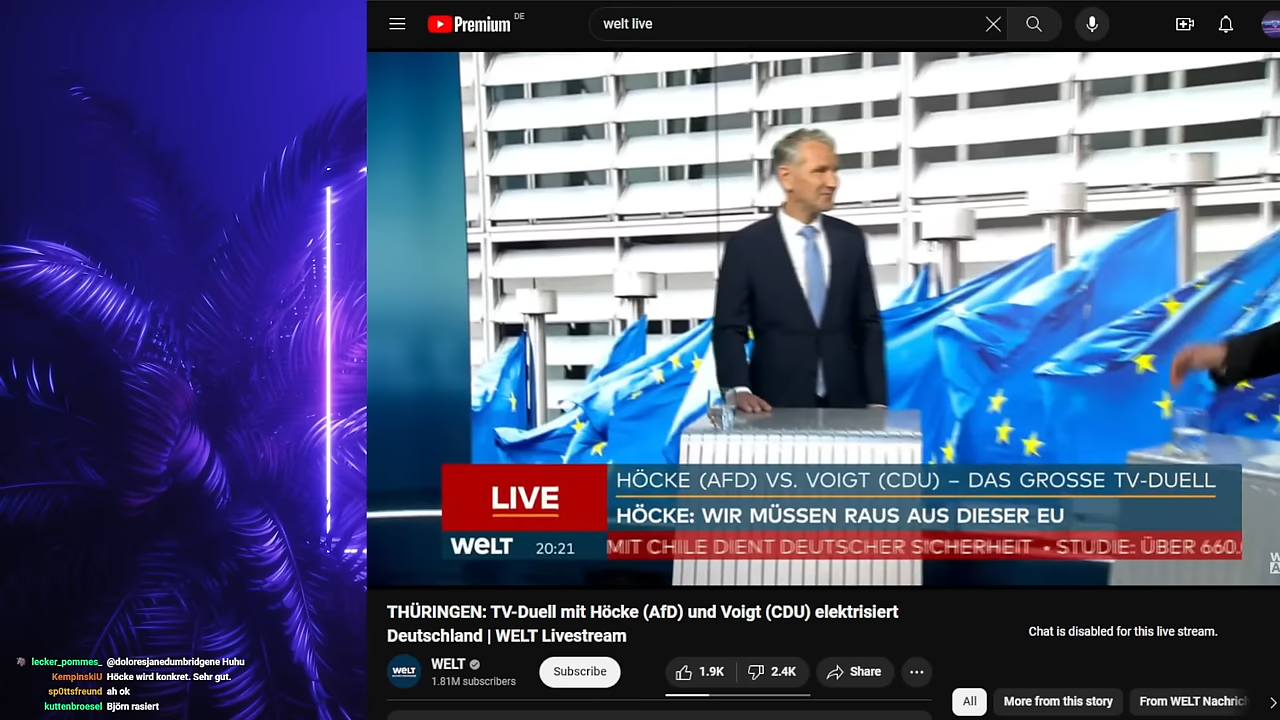 Premium DE
welt live
HÖCKE (AFD) VS. VOIGT (CDU) – DAS GROSSE TV-DUELL
LIVE
HÖCKE: WIR MÜSSEN RAUS AUS DIESER EU
WELT 20:21
MIT CHILE DIENT DEUTSCHER SICHERHEIT • STUDIE: ÜBER 660.
THÜRINGEN: TV-Duell mit Höcke (AfD) und Voigt (CDU) elektrisiert
Deutschland | WELT Livestream
Chat is disabled for this live stream.
WELT
WELT
1.81M subscribers
Subscribe
1.9K
2.4K
Share
All
More from this story
From WELT Nachric
lecker_pommes_ @doloresjanedumbridgene Huhu
KempinskiU Höcke wird konkret. Sehr gut.
sp0ttsfreund ah ok
kuttenbroesel Björn rasiert